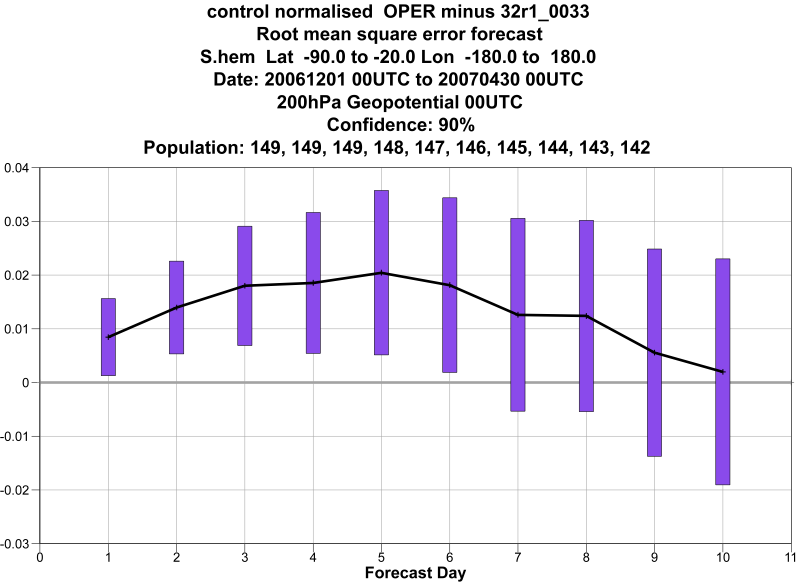 control normalised  OPER minus 32r1_0033
Root mean square error forecast
S.hem  Lat  -90.0 to -20.0 Lon  -180.0 to  180.0
Date: 20061201 00UTC to 20070430 00UTC
200hPa Geopotential 00UTC
Confidence: 90%
Population: 149, 149, 149, 148, 147, 146, 145, 144, 143, 142
0.04
0.03
0.02
0.01
0
-0.01
-0.02
-0.03
0 1 2 3 4 5 6 7 8 9 10 11
Forecast Day